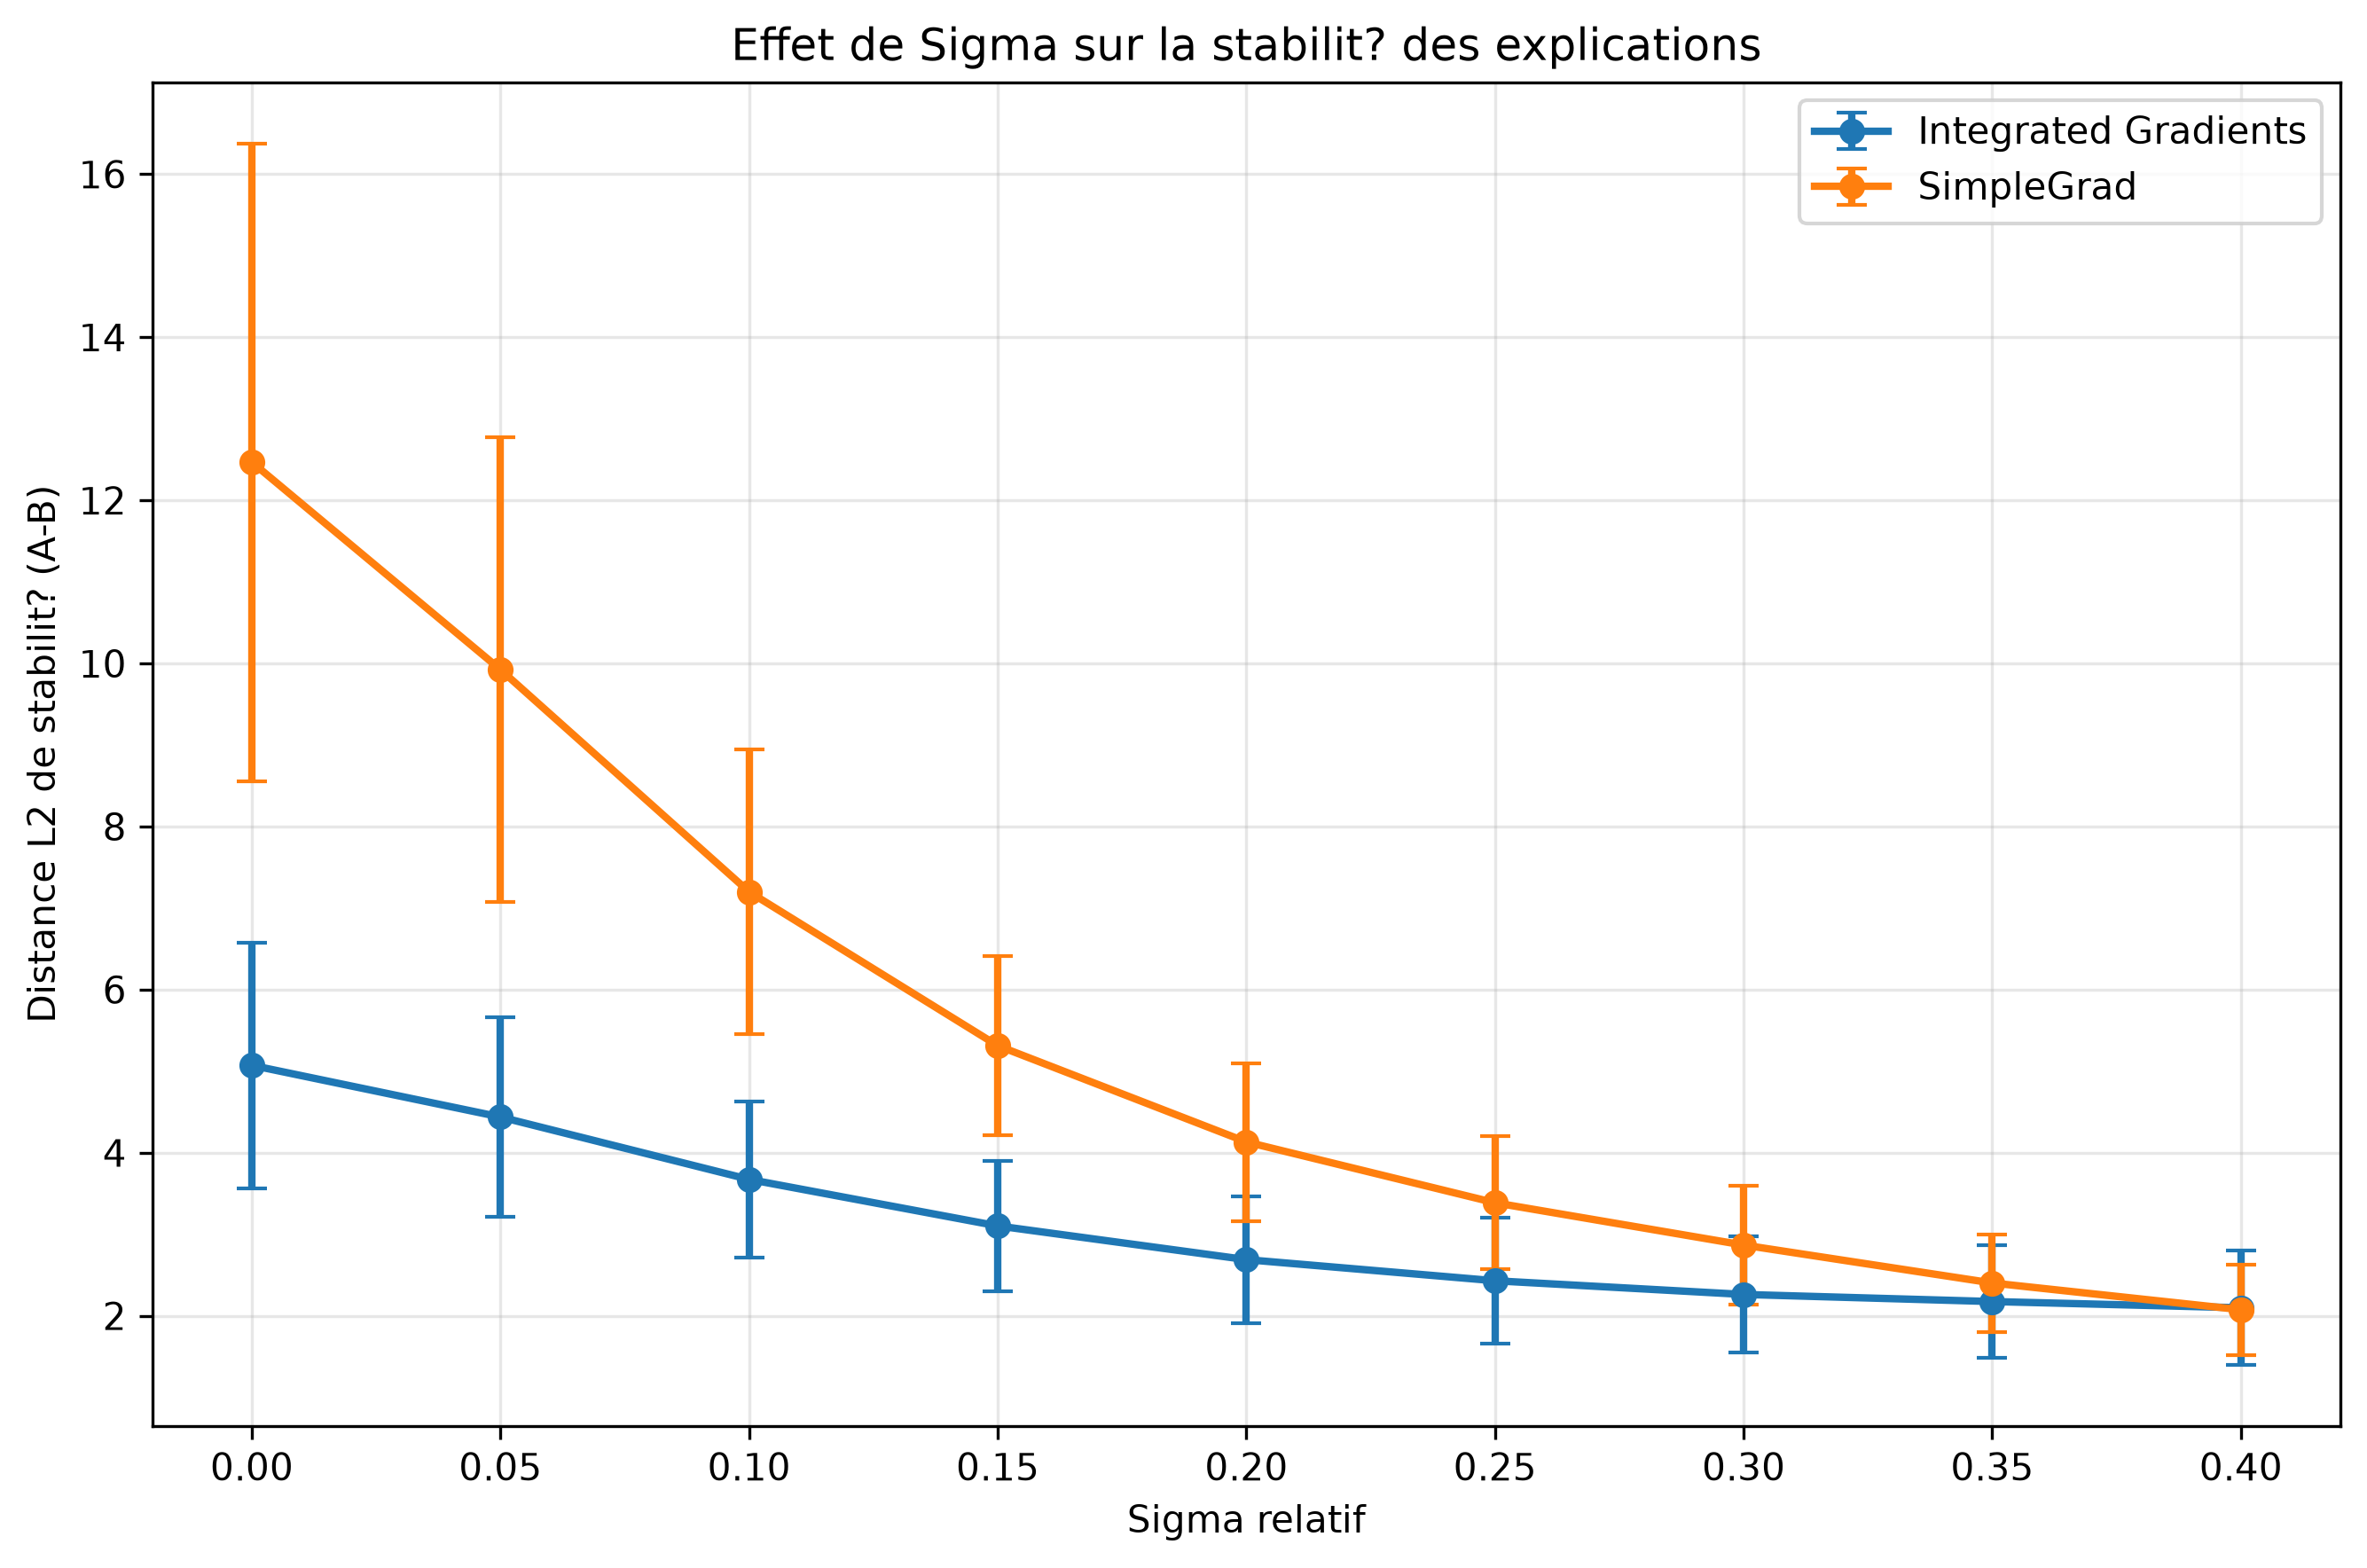 Effet de Sigma sur la stabilit? des explications
Integrated Gradients
SimpleGrad
Distance L2 de stabilit? (A-B)
16
14
12
10
8
6
4
2
0.00 0.05 0.10 0.15 0.20 0.25 0.30 0.35 0.40
Sigma relatif